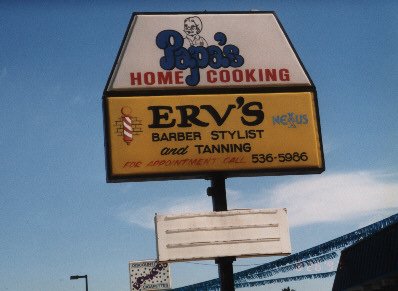 Papa's
HOME COOKING
ERV'S
NEXUS
BARBER STYLIST
and TANNING
FOR APPOINTMENT CALL 536-5986